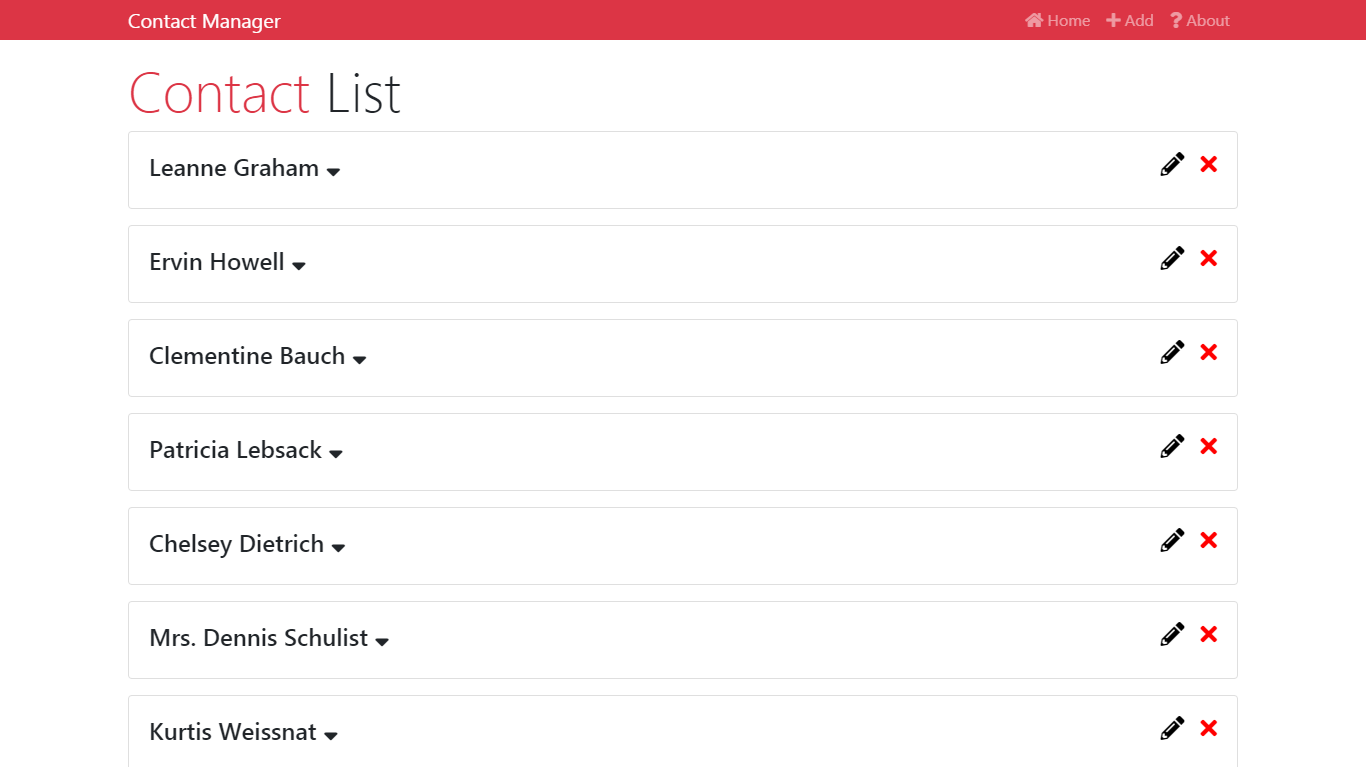 Contact Manager
Home Add About
Contact List
Leanne Graham
Ervin Howell
Clementine Bauch
Patricia Lebsack
Chelsey Dietrich
Mrs. Dennis Schulist
Kurtis Weissnat